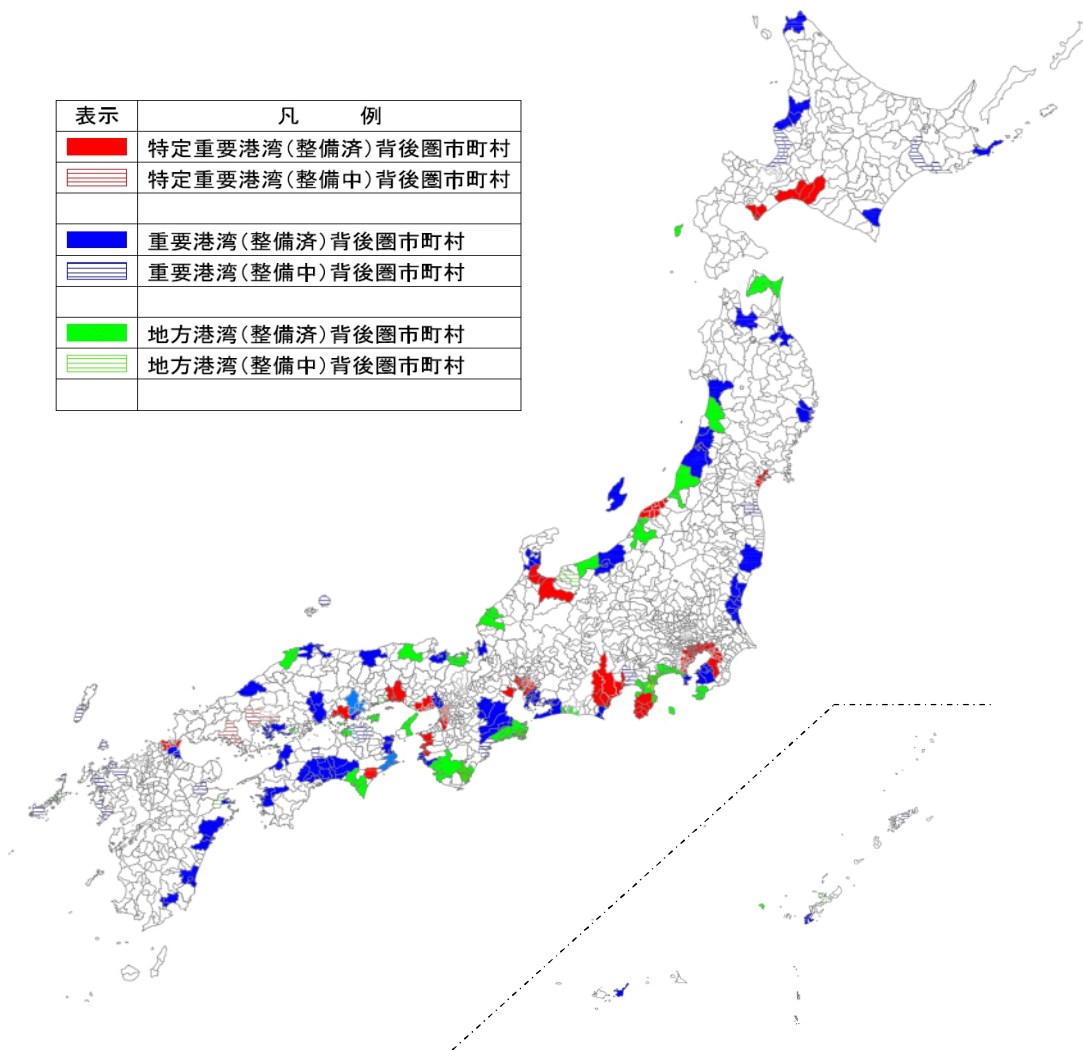 表示 凡例
特定重要港湾(整備済)背後圏市町村
特定重要港湾(整備中)背後圏市町村
重要港湾(整備済)背後圏市町村
重要港湾(整備中)背後圏市町村
地方港湾(整備済)背後圏市町村
地方港湾(整備中)背後圏市町村